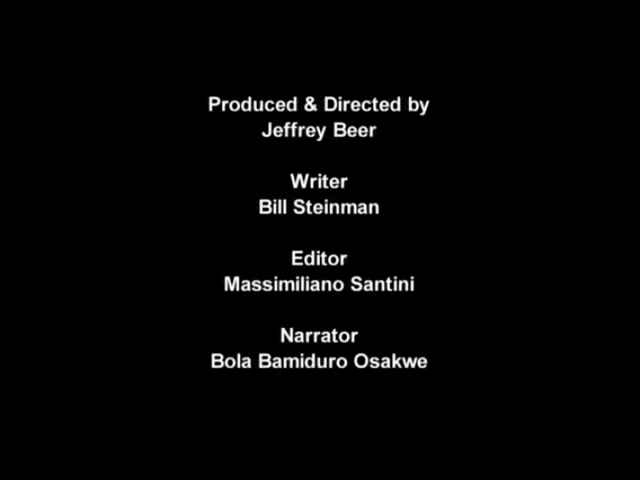 Produced & Directed by
Jeffrey Beer
Writer
Bill Steinman
Editor
Massimiliano Santini
Narrator
Bola Bamiduro Osakwe